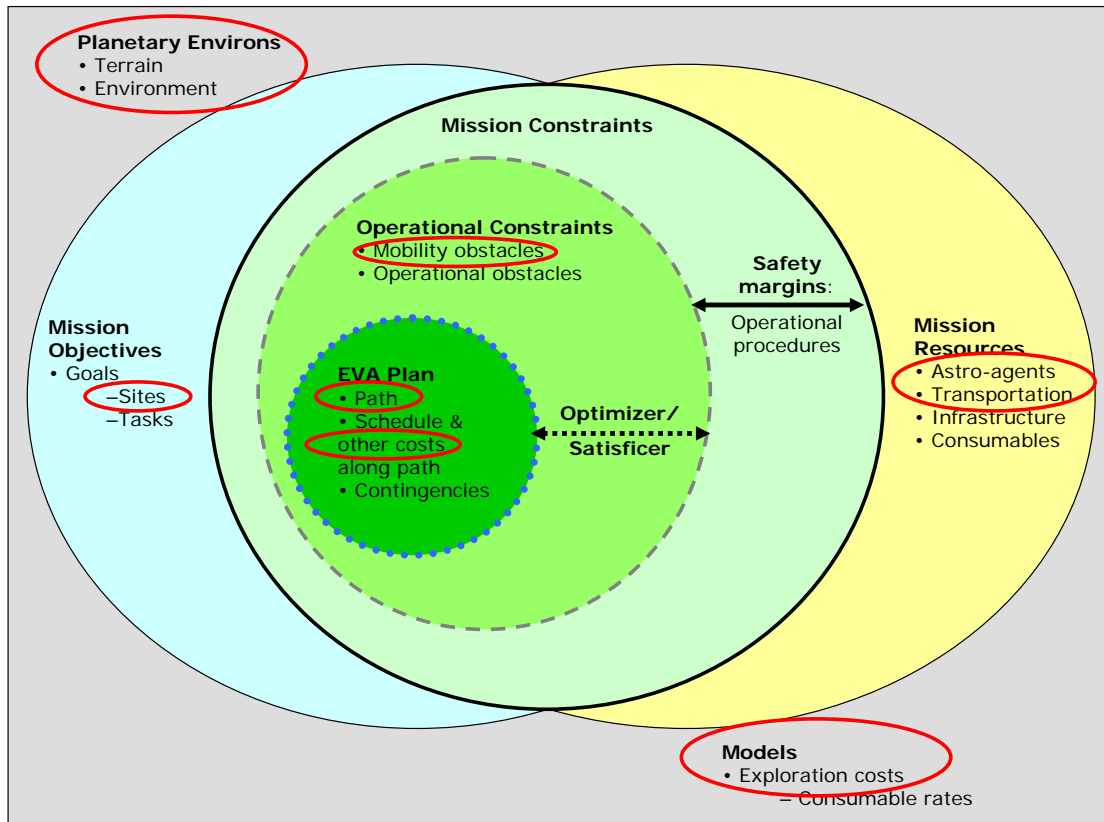 Planetary Environs
• Terrain
• Environment
Mission Constraints
Operational Constraints
• Mobility obstacles
• Operational obstacles
Safety
margins:
Operational
procedures
Mission
Objectives
• Goals
–Sites
–Tasks
EVA Plan
• Path
• Schedule &
other costs
along path
• Contingencies
Optimizer/
Satisficer
Mission
Resources
• Astro-agents
• Transportation
• Infrastructure
• Consumables
Models
• Exploration costs
– Consumable rates